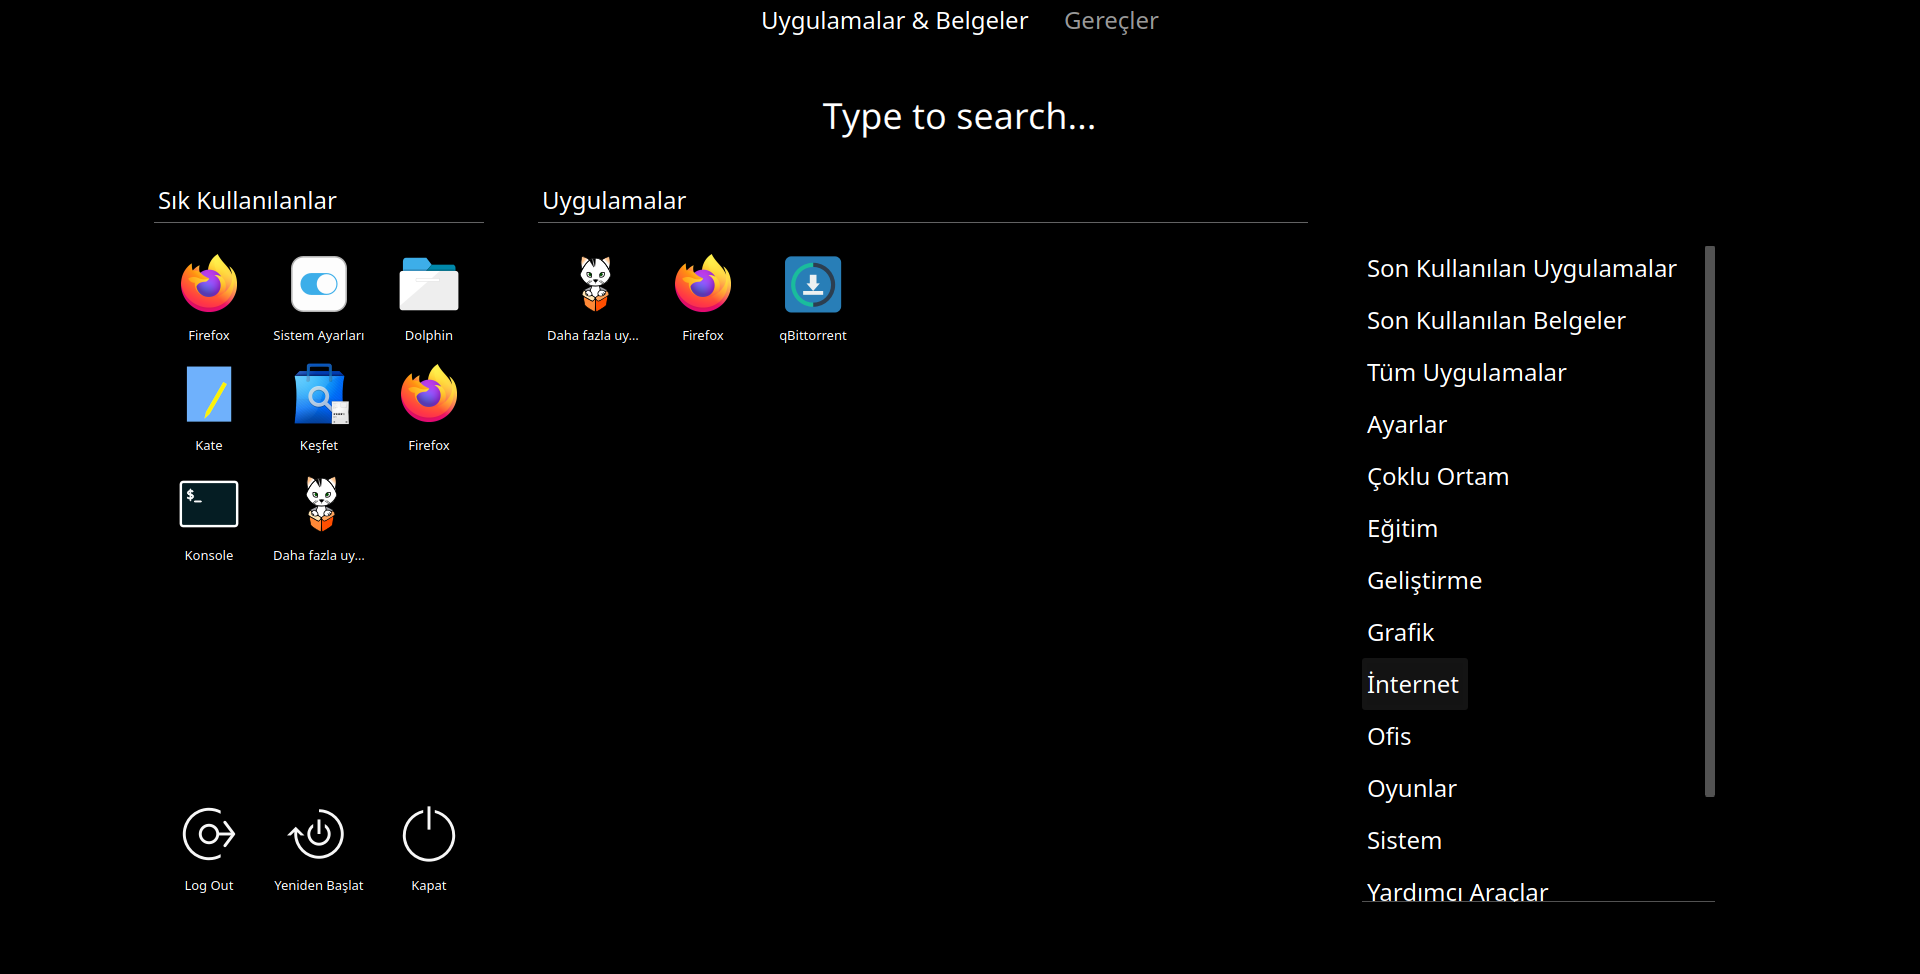 Uygulamalar & Belgeler Gereçler
Type to search...
Sık Kullanılanlar
Firefox Sistem Ayarları Dolphin
Kate Keşfet Firefox
$_
Konsole Daha fazla uy...
Log Out Yeniden Başlat Kapat
Uygulamalar
Daha fazla uy... Firefox qBittorrent
Son Kullanılan Uygulamalar
Son Kullanılan Belgeler
Tüm Uygulamalar
Ayarlar
Çoklu Ortam
Eğitim
Geliştirme
Grafik
İnternet
Ofis
Oyunlar
Sistem
Yardımcı Araçlar